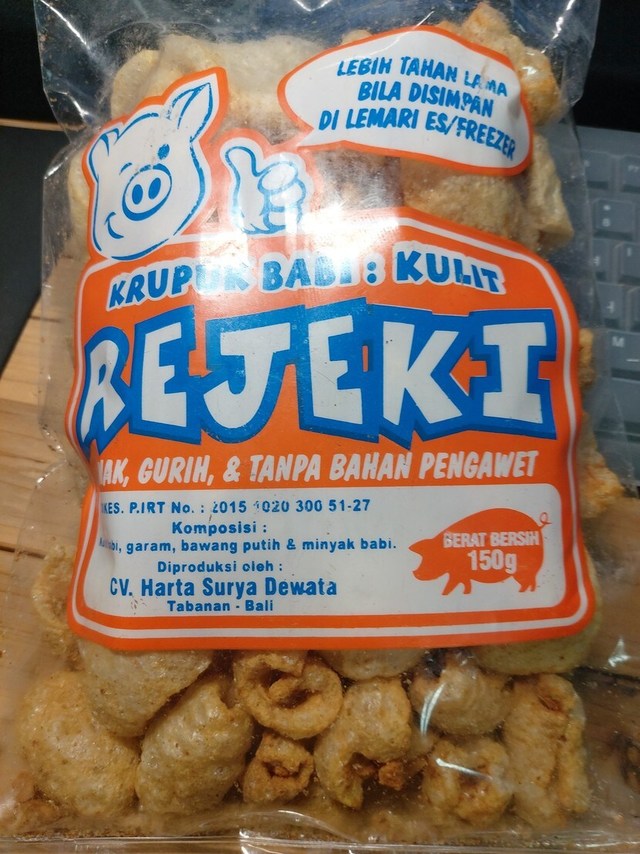 LEBIH TAHAN LAMA
BILA DISIMPAN
DI LEMARI ES/FREEZER
KRUPUK BABI : KULIT
REJEKI
GURIH, & TANPA BAHAN PENGAWET
P.IRT No. : 2015 1020 300 51-27
Komposisi :
garam, bawang putih & minyak babi.
Diproduksi oleh :
CV. Harta Surya Dewata
Tabanan - Bali
BERAT BERSIH
150g